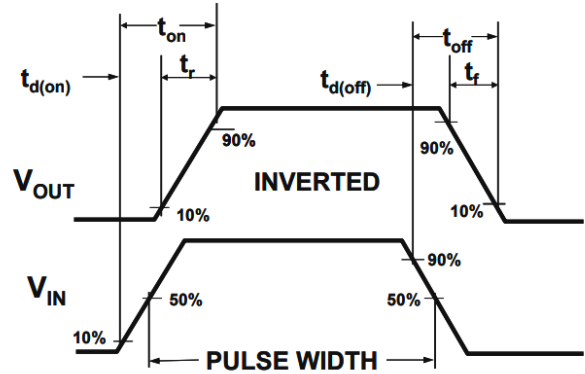 t_on
t_d(on)
t_r
t_d(off)
t_off
t_f
90%
90%
V_OUT
INVERTED
10%
10%
90%
V_IN
50%
50%
10%
PULSE WIDTH